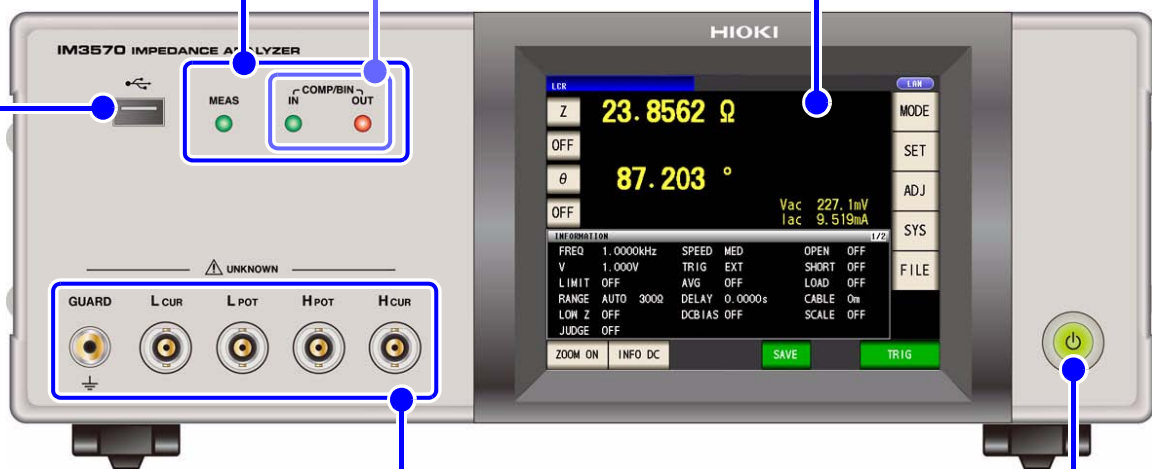 HIOKI
IM3570 IMPEDANCE ANALYZER
MEAS
COMP/BIN
IN
OUT
UNKNOWN
GUARD
L CUR
L POT
H POT
H CUR
LCR
LAN
Z
23.8562 Ω
OFF
θ
87.203 °
OFF
Vac 227.1mV
Iac 9.519mA
MODE
SET
ADJ
SYS
FILE
INFORMATION 1/2
FREQ 1.0000kHz SPEED MED OPEN OFF
V 1.000V TRIG EXT SHORT OFF
LIMIT OFF AVG OFF LOAD OFF
RANGE AUTO 300Ω DELAY 0.0000s CABLE 0m
LOW Z OFF DCBIAS OFF SCALE OFF
JUDGE OFF
ZOOM ON
INFO DC
SAVE
TRIG